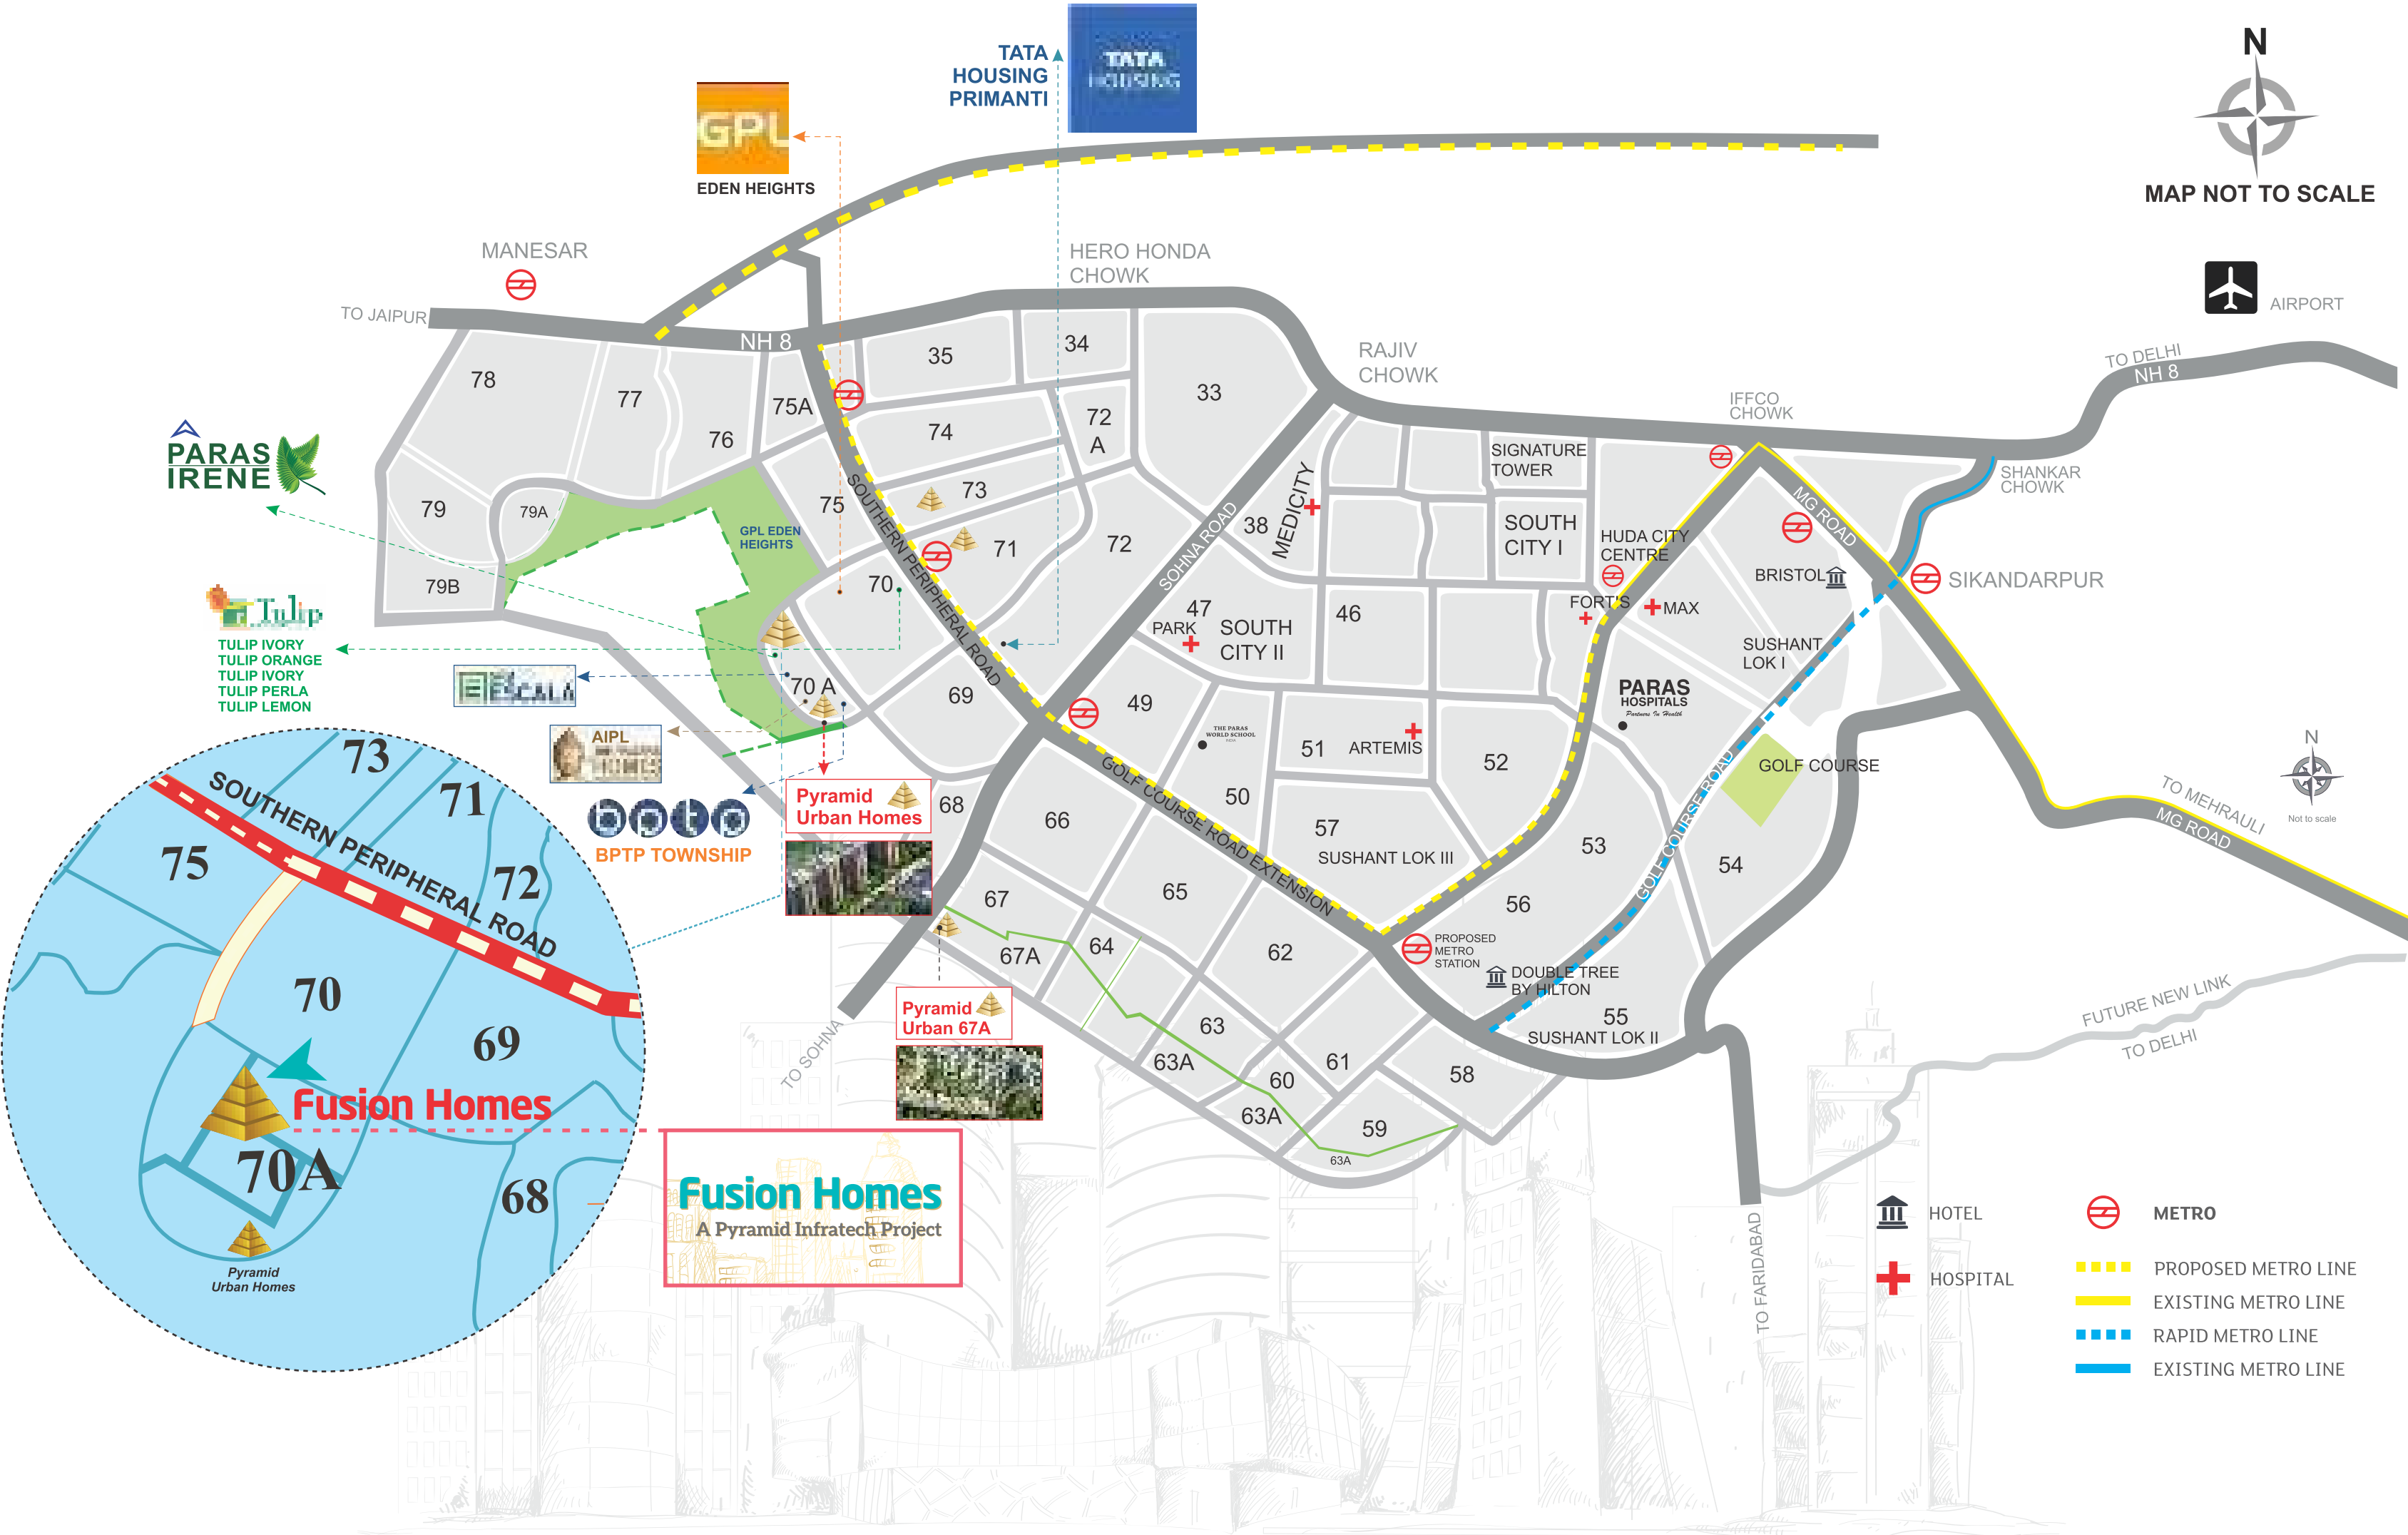 TATA
HOUSING
PRIMANTI
TATA
HOUSING
N
MAP NOT TO SCALE
GPL
EDEN HEIGHTS
MANESAR
HERO HONDA
CHOWK
AIRPORT
TO JAIPUR
NH 8
RAJIV
CHOWK
TO DELHI
NH 8
IFFCO
CHOWK
SHANKAR
CHOWK
78
77
76
75A
35
34
33
74
72
A
73
75
71
72
79
79A
79B
PARAS
IRENE
GPL EDEN
HEIGHTS
SOUTHERN PERIPHERAL ROAD
70
SOHNA ROAD
38
MEDICITY
SIGNATURE
TOWER
SOUTH
CITY I
HUDA CITY
CENTRE
MG ROAD
BRISTOL
SIKANDARPUR
FORT'S
MAX
47
PARK
SOUTH
CITY II
46
SUSHANT
LOK I
Tulip
TULIP IVORY
TULIP ORANGE
TULIP IVORY
TULIP PERLA
TULIP LEMON
ESCALA
70 A
69
49
THE PARAS
WORLD SCHOOL
51
ARTEMIS
52
PARAS
HOSPITALS
Partners In Health
GOLF COURSE
N
Not to scale
AIPL
bptp
BPTP TOWNSHIP
Pyramid
Urban Homes
68
66
GOLF COURSE ROAD EXTENSION
50
57
SUSHANT LOK III
53
GOLF COURSE ROAD
54
TO MEHRAULI
MG ROAD
67
65
56
67A
64
62
PROPOSED
METRO
STATION
DOUBLE TREE
BY HILTON
Pyramid
Urban 67A
TO SOHNA
63
63A
61
60
63A
58
59
63A
55
SUSHANT LOK II
FUTURE NEW LINK
TO DELHI
TO FARIDABAD
73
71
SOUTHERN PERIPHERAL ROAD
75
72
70
69
Fusion Homes
70A
68
Pyramid
Urban Homes
Fusion Homes
A Pyramid Infratech Project
HOTEL
HOSPITAL
METRO
PROPOSED METRO LINE
EXISTING METRO LINE
RAPID METRO LINE
EXISTING METRO LINE